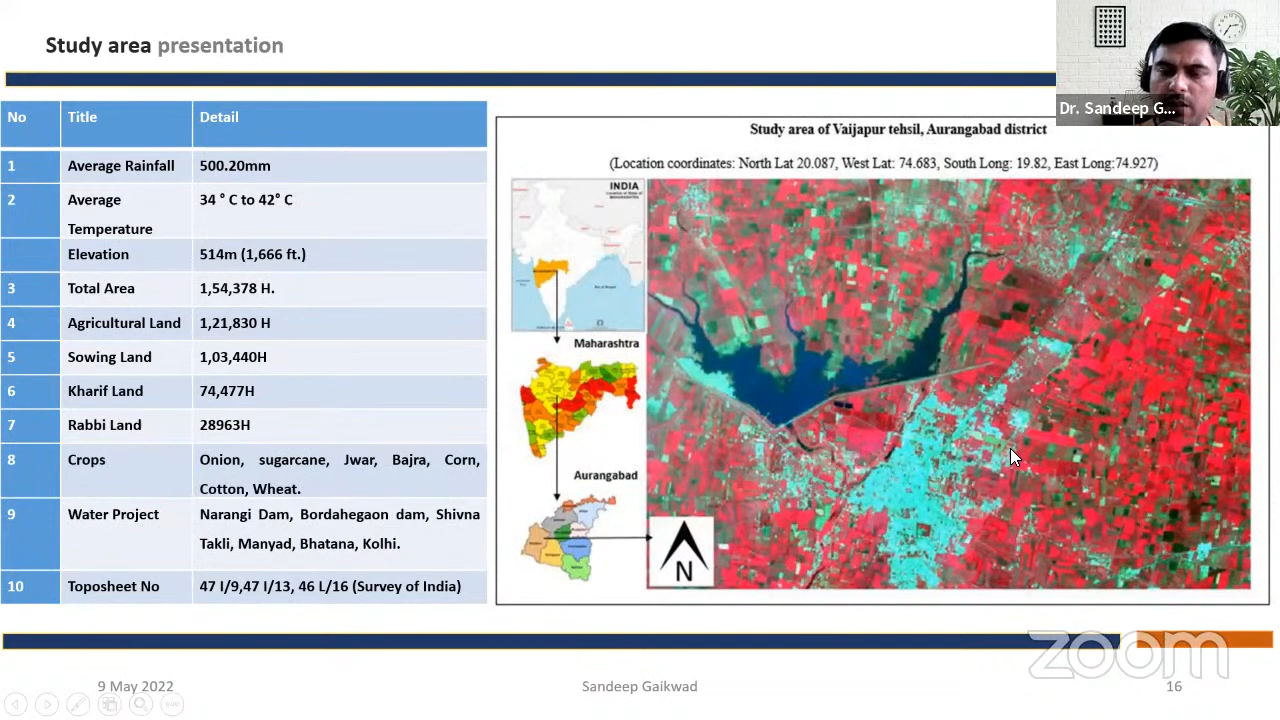 Study area presentation
Dr. Sandeep G...
No Title Detail
1 Average Rainfall 500.20mm
2 Average Temperature 34 ° C to 42° C
Elevation 514m (1,666 ft.)
3 Total Area 1,54,378 H.
4 Agricultural Land 1,21,830 H
5 Sowing Land 1,03,440H
6 Kharif Land 74,477H
7 Rabbi Land 28963H
8 Crops Onion, sugarcane, Jwar, Bajra, Corn,
Cotton, Wheat.
9 Water Project Narangi Dam, Bordahegaon dam, Shivna
Takli, Manyad, Bhatana, Kolhi.
10 Toposheet No 47 I/9,47 I/13, 46 L/16 (Survey of India)
Study area of Vaijapur tehsil, Aurangabad district
(Location coordinates: North Lat 20.087, West Lat: 74.683, South Long: 19.82, East Long:74.927)
INDIA
Maharashtra
Aurangabad
N
zoom
9 May 2022
Sandeep Gaikwad
16